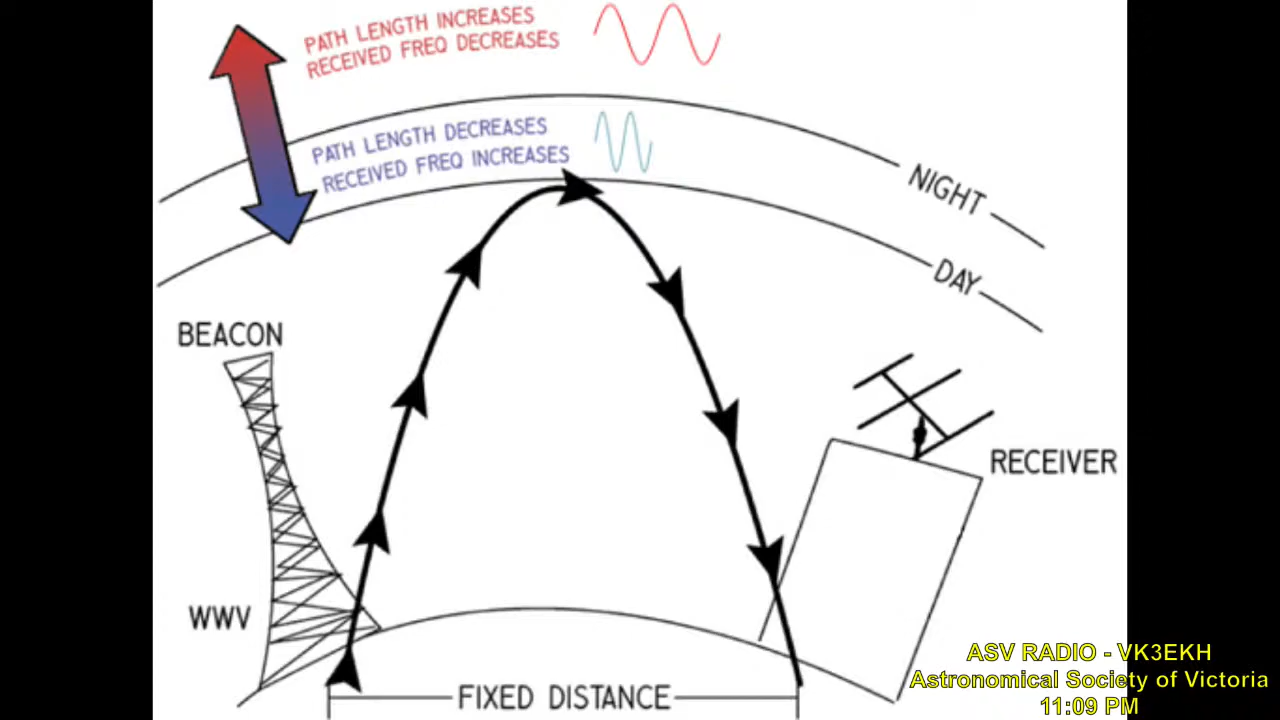 PATH LENGTH INCREASES
RECEIVED FREQ DECREASES
PATH LENGTH DECREASES
RECEIVED FREQ INCREASES
NIGHT
DAY
BEACON
RECEIVER
WWV
FIXED DISTANCE
ASV RADIO - VK3EKH
Astronomical Society of Victoria
11:09 PM